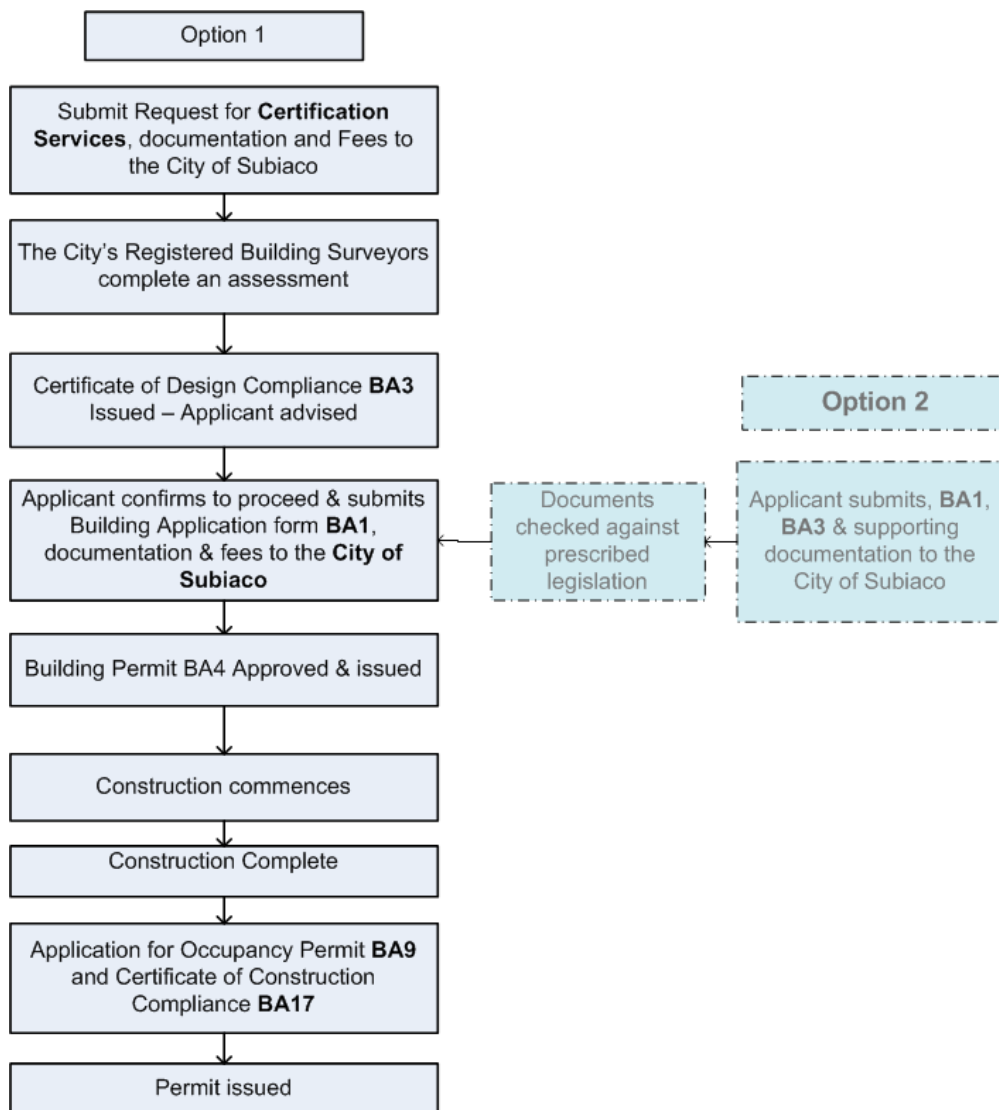 Option 1
Submit Request for Certification
Services, documentation and Fees to
the City of Subiaco
The City's Registered Building Surveyors
complete an assessment
Certificate of Design Compliance BA3
Issued – Applicant advised
Option 2
Applicant confirms to proceed & submits
Building Application form BA1,
documentation & fees to the City of
Subiaco
Documents
checked against
prescribed
legislation
Applicant submits, BA1,
BA3 & supporting
documentation to the
City of Subiaco
Building Permit BA4 Approved & issued
Construction commences
Construction Complete
Application for Occupancy Permit BA9
and Certificate of Construction
Compliance BA17
Permit issued